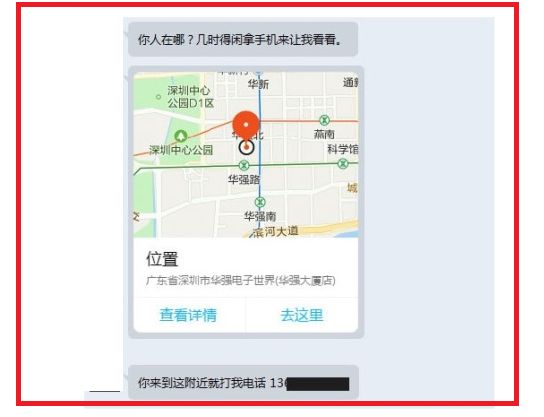 你人在哪？几时得闲拿手机来让我看看。
华新
通新
深圳中心
公园D1区
燕南
深圳中心公园
科学馆
华强路
城
华强南
滨河大道
位置
广东省深圳市华强电子世界(华强大厦店)
查看详情
去这里
你来到这附近就打我电话 136